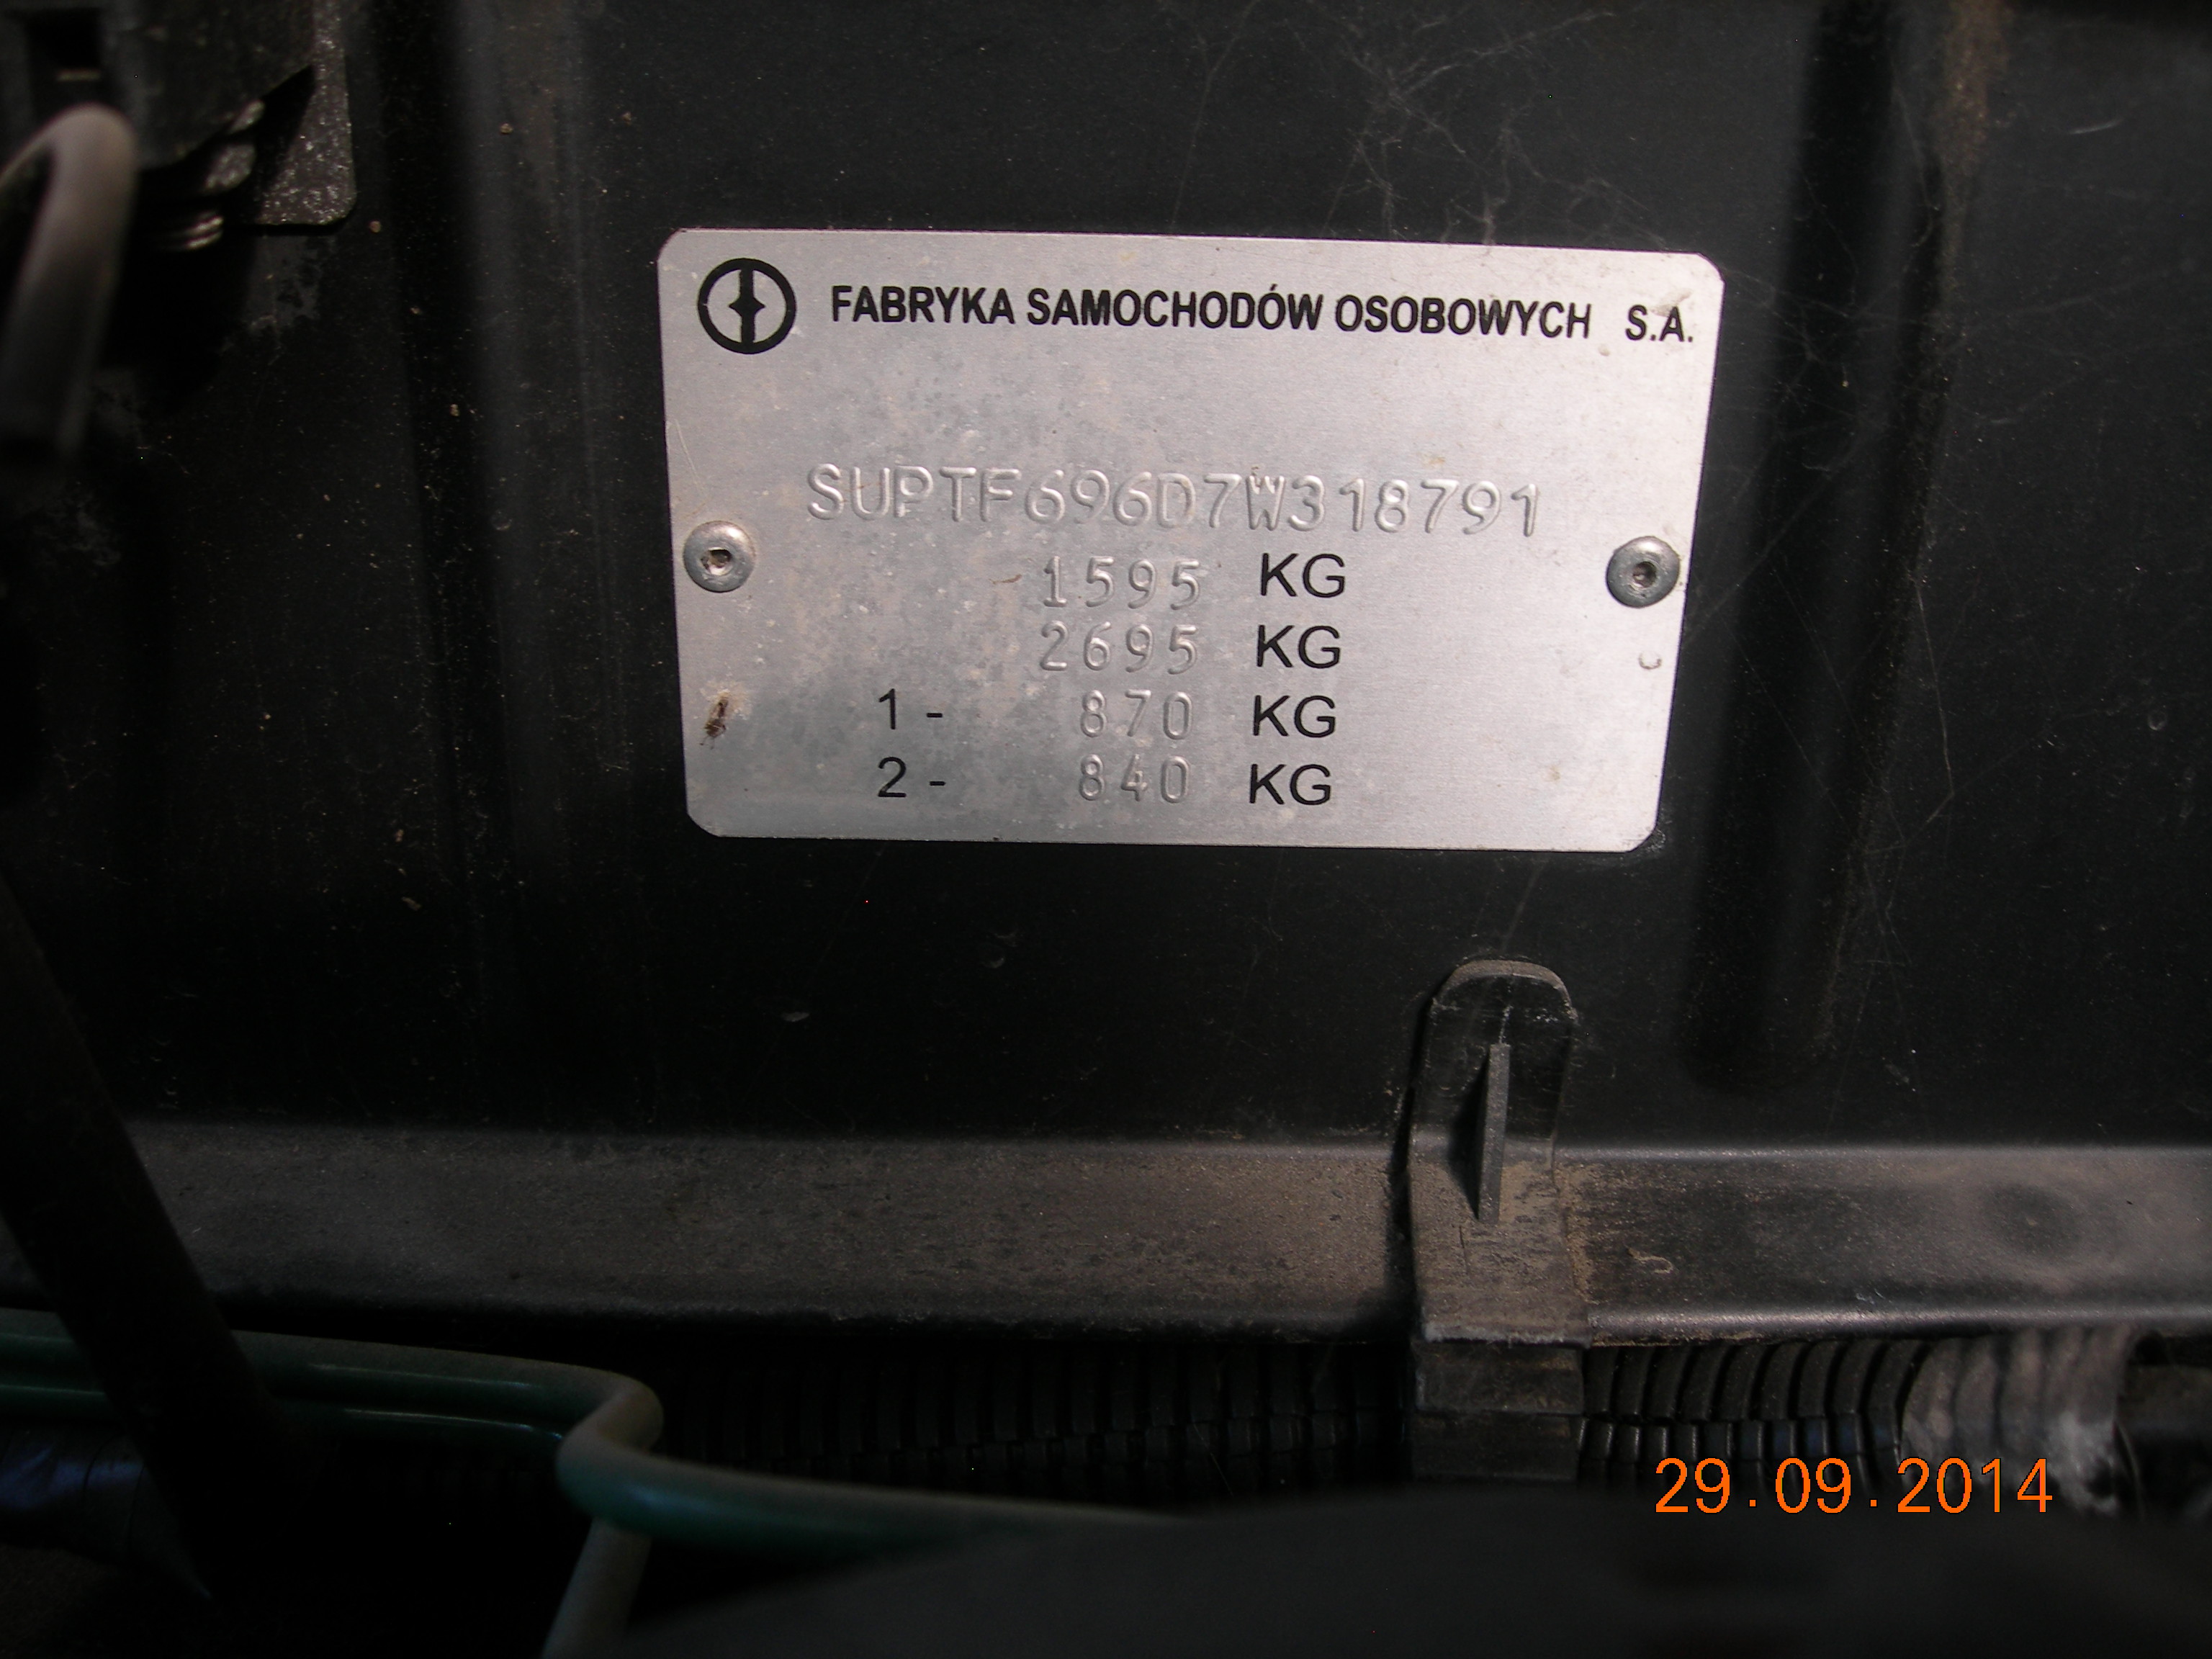 FABRYKA SAMOCHODÓW OSOBOWYCH S.A.
SUPTF696D7W318791
1595 KG
2695 KG
1 - 870 KG
2 - 840 KG
29.09.2014